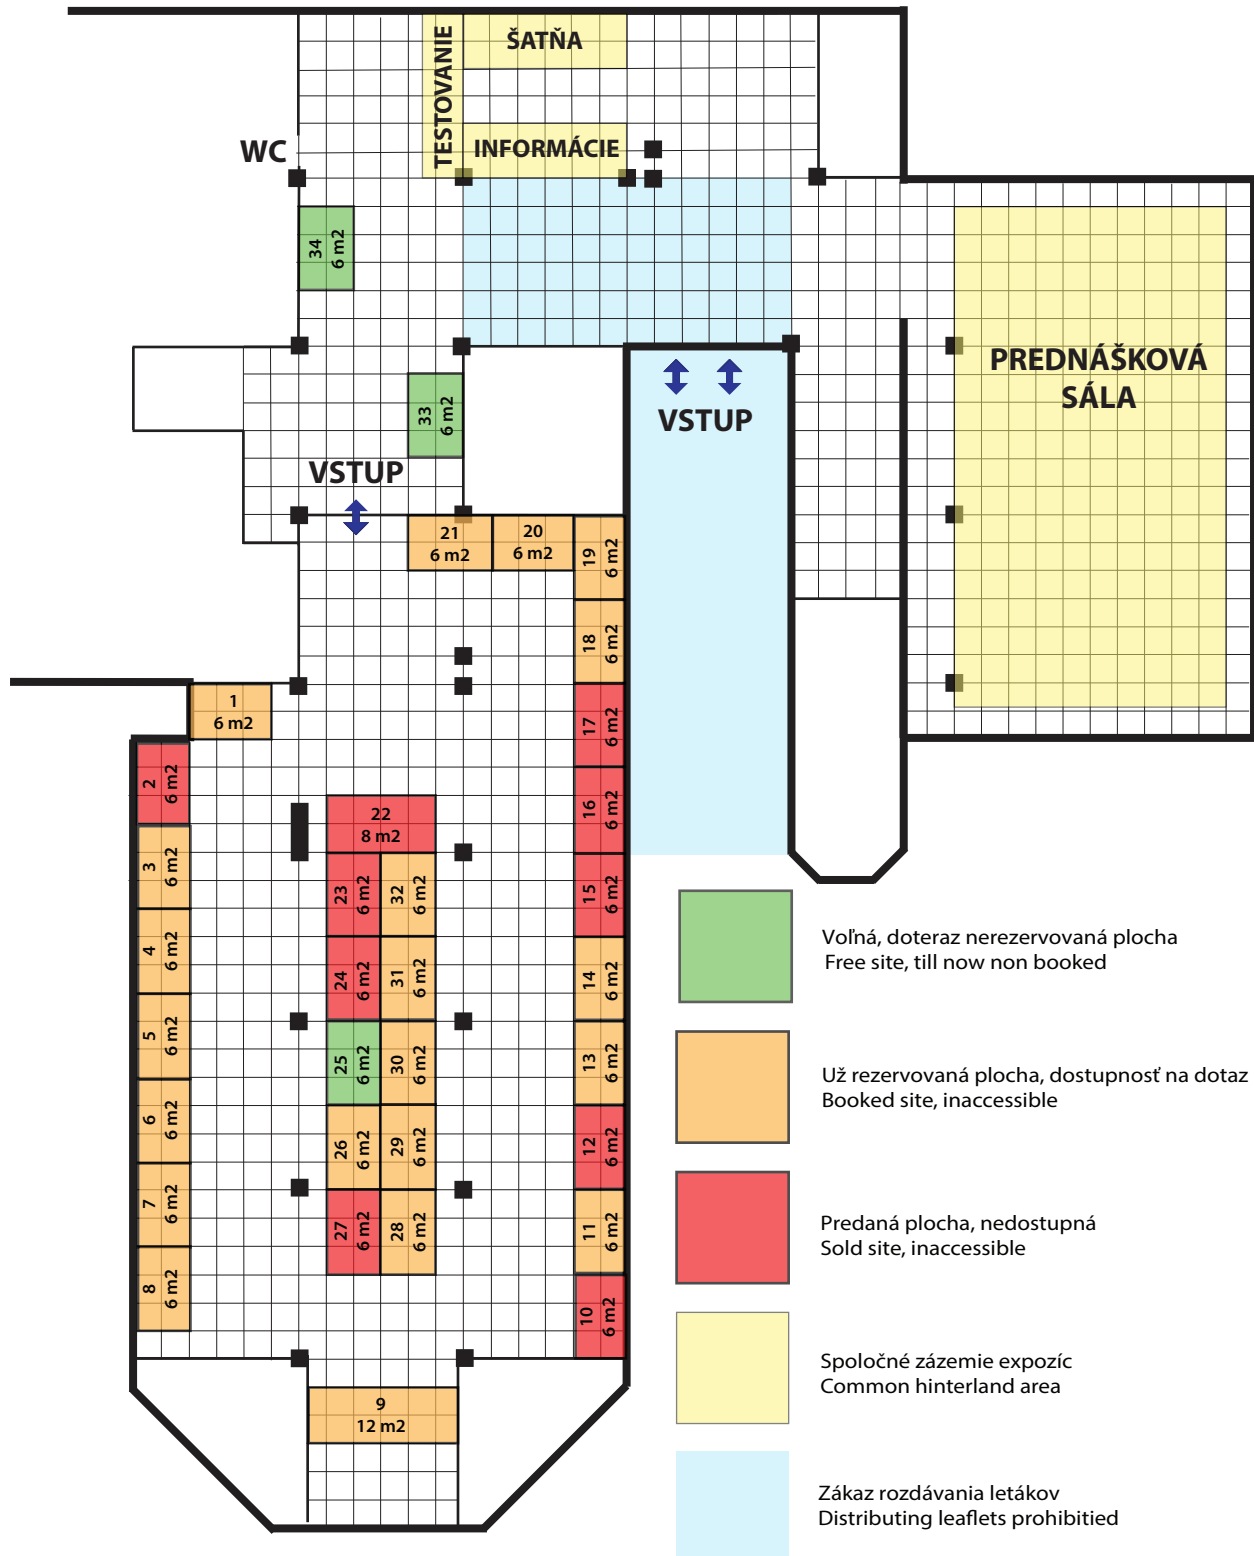 ŠATŇA
TESTOVANIE
INFORMÁCIE
WC
34
6 m2
PREDNÁŠKOVÁ
SÁLA
33
6 m2
VSTUP
VSTUP
21
6 m2
20
6 m2
19
6 m2
18
6 m2
17
6 m2
16
6 m2
15
6 m2
14
6 m2
13
6 m2
12
6 m2
11
6 m2
10
6 m2
1
6 m2
2
6 m2
3
6 m2
4
6 m2
5
6 m2
6
6 m2
7
6 m2
8
6 m2
22
8 m2
23
6 m2
32
6 m2
24
6 m2
31
6 m2
25
6 m2
30
6 m2
26
6 m2
29
6 m2
27
6 m2
28
6 m2
9
12 m2
Voľná, doteraz nerezervovaná plocha
Free site, till now non booked
Už rezervovaná plocha, dostupnosť na dotaz
Booked site, inaccessible
Predaná plocha, nedostupná
Sold site, inaccessible
Spoločné zázemie expozíc
Common hinterland area
Zákaz rozdávania letákov
Distributing leaflets prohibitied